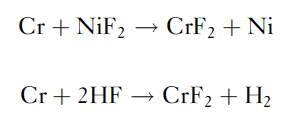 Cr + NiF₂ → CrF₂ + Ni
Cr + 2HF → CrF₂ + H₂